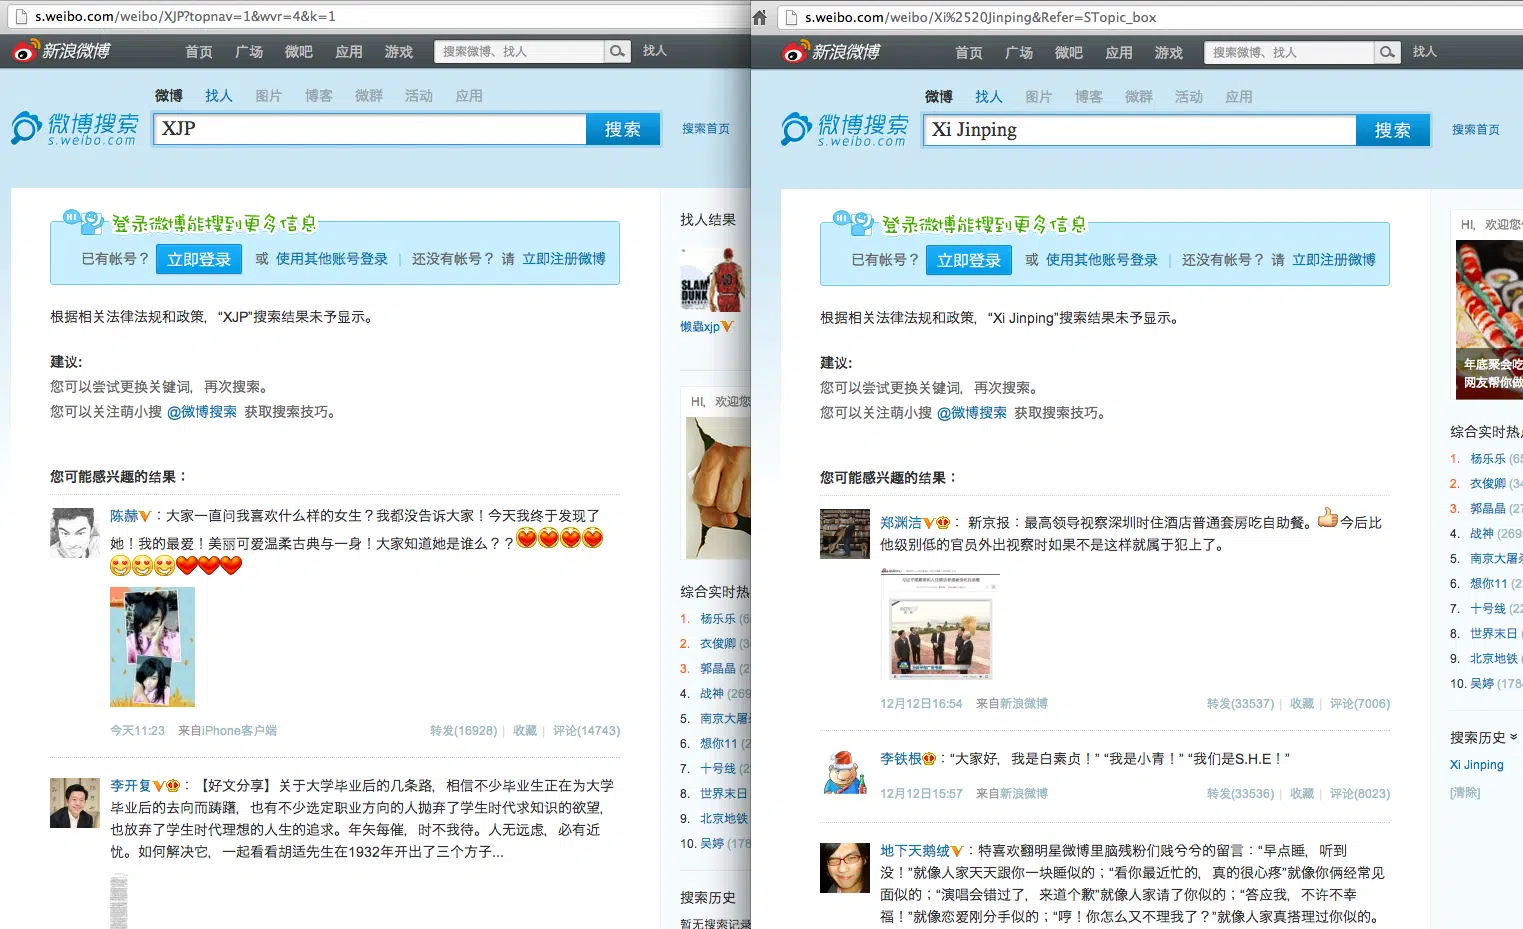 s.weibo.com/weibo/XJP?topnav=1&wvr=4&k=1
新浪微博
首页 广场 微吧 应用 游戏
搜索微博、找人
找人
微博 找人 图片 博客 微群 活动 应用
微博搜索
s.weibo.com
XJP
搜索
搜索首页
HI
登录微博能搜到更多信息
已有帐号？ 立即登录 或 使用其他账号登录 | 还没有帐号？ 请 立即注册微博
根据相关法律法规和政策，“XJP”搜索结果未予显示。
建议:
您可以尝试更换关键词，再次搜索。
您可以关注萌小搜 @微博搜索 获取搜索技巧。
您可能感兴趣的结果：
陈赫：大家一直问我喜欢什么样的女生？我都没告诉大家！今天我终于发现了
她！我的最爱！美丽可爱温柔古典与一身！大家知道她是谁么？？
今天11:23 来自iPhone客户端 转发(16928) | 收藏 | 评论(14743)
李开复：【好文分享】关于大学毕业后的几条路，相信不少毕业生正在为大学
毕业后的去向而踌躇，也有不少选定职业方向的人抛弃了学生时代求知识的欲望，
也放弃了学生时代理想的人生的追求。年矢每催，时不我待。人无远虑，必有近
忧。如何解决它，一起看看胡适先生在1932年开出了三个方子...
找人结果
SLAM
DUNK
懒蟲xjp
HI，欢迎您
综合实时热
1. 杨乐乐 (6
2. 衣俊卿 (3
3. 郭晶晶 (2
4. 战神 (269
5. 南京大屠
6. 想你11 (2
7. 十号线 (2
8. 世界末日
9. 北京地铁
10. 吴婷 (178
搜索历史
暂无搜索记录
s.weibo.com/weibo/Xi%2520Jinping&Refer=STopic_box
新浪微博
首页 广场 微吧 应用 游戏
搜索微博、找人
找人
微博 找人 图片 博客 微群 活动 应用
微博搜索
s.weibo.com
Xi Jinping
搜索
搜索首页
HI
登录微博能搜到更多信息
已有帐号？ 立即登录 或 使用其他账号登录 | 还没有帐号？ 请 立即注册微博
根据相关法律法规和政策，“Xi Jinping”搜索结果未予显示。
建议:
您可以尝试更换关键词，再次搜索。
您可以关注萌小搜 @微博搜索 获取搜索技巧。
您可能感兴趣的结果：
郑渊洁： 新京报：最高领导视察深圳时住酒店普通套房吃自助餐。今后比
他级别低的官员外出视察时如果不是这样就属于犯上了。
12月12日16:54 来自新浪微博 转发(33537) | 收藏 | 评论(7006)
李铁根：“大家好，我是白素贞！” “我是小青！” “我们是S.H.E！”
12月12日15:57 来自新浪微博 转发(33536) | 收藏 | 评论(8023)
地下天鹅绒：特喜欢翻明星微博里脑残粉们贱兮兮的留言：“早点睡，听到
没！”就像人家天天跟你一块睡似的；“看你最近忙的，真的很心疼”就像你俩经常见
面似的；“演唱会错过了，来道个歉”就像人家请了你似的；“答应我，不许不幸
福！”就像恋爱刚分手似的；“哼！你怎么又不理我了？”就像人家真搭理过你似的。
HI，欢迎您
年底聚会吃
网友帮你做
综合实时热
1. 杨乐乐 (65
2. 衣俊卿 (34
3. 郭晶晶 (27
4. 战神 (269
5. 南京大屠杀
6. 想你11 (23
7. 十号线 (22
8. 世界末日
9. 北京地铁
10. 吴婷 (178
搜索历史
Xi Jinping
[清除]